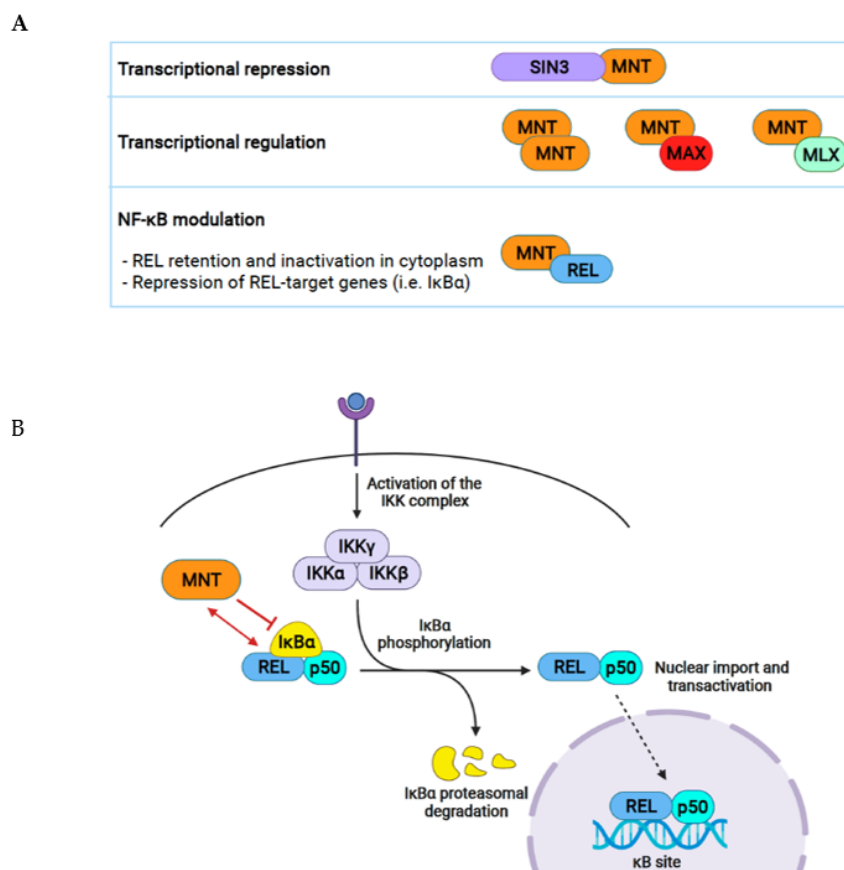 A
Transcriptional repression
SIN3 MNT
Transcriptional regulation
MNT MNT MNT
MNT MAX MLX
NF-κB modulation
- REL retention and inactivation in cytoplasm
- Repression of REL-target genes (i.e. IκBα)
MNT
REL
B
Activation of the
IKK complex
IKKγ
IKKα IKKβ
MNT
IκBα
REL p50
IκBα
phosphorylation
REL p50
Nuclear import and
transactivation
IκBα proteasomal
degradation
REL p50
κB site